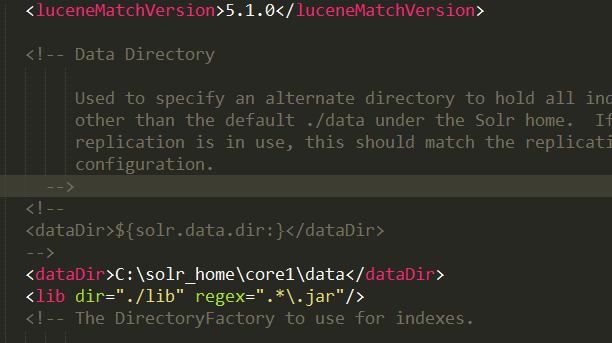 <luceneMatchVersion>5.1.0</luceneMatchVersion>
<!-- Data Directory
Used to specify an alternate directory to hold all
other than the default ./data under the Solr home.  If
replication is in use, this should match the
configuration.
-->
<!--
<dataDir>${solr.data.dir:}</dataDir>
-->
<dataDir>C:\solr_home\core1\data</dataDir>
<lib dir="./lib" regex=".*\.jar"/>
<!-- The DirectoryFactory to use for indexes.